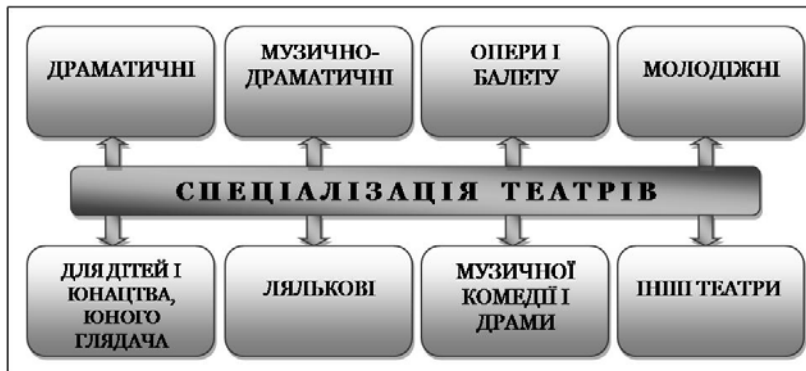 ДРАМАТИЧНІ
МУЗИЧНО-
ДРАМАТИЧНІ
ОПЕРИ І
БАЛЕТУ
МОЛОДІЖНІ
СПЕЦІАЛІЗАЦІЯ ТЕАТРІВ
ДЛЯ ДІТЕЙ І
ЮНАЦТВА,
ЮНОГО
ГЛЯДАЧА
ЛЯЛЬКОВІ
МУЗИЧНОЇ
КОМЕДІЇ І
ДРАМИ
ІНШІ ТЕАТРИ